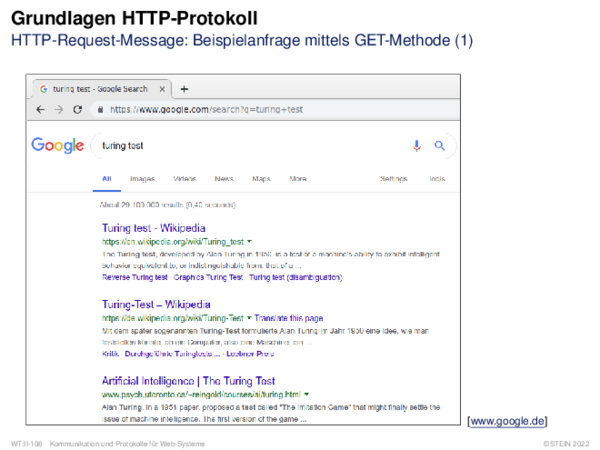 Grundlagen HTTP-Protokoll
HTTP-Request-Message: Beispielanfrage mittels GET-Methode (1)
turing test - Google Search
https://www.google.com/search?q=turing+test
Google
turing test
All Images Videos News Maps More Settings Tools
About 29.100.000 results (0,40 seconds)
Turing test - Wikipedia
https://en.wikipedia.org/wiki/Turing_test
The Turing test, developed by Alan Turing in 1950, is a test of a machine's ability to exhibit intelligent
behavior equivalent to, or indistinguishable from, that of a ...
Reverse Turing test · Graphics Turing Test · Turing test (disambiguation)
Turing-Test – Wikipedia
https://de.wikipedia.org/wiki/Turing-Test Translate this page
Mit dem später sogenannten Turing-Test formulierte Alan Turing im Jahr 1950 eine Idee, wie man
feststellen könnte, ob ein Computer, also eine Maschine, ein ...
Kritik · Durchgeführte Turingtests ... · Loebner-Preis
Artificial Intelligence | The Turing Test
www.psych.utoronto.ca/~reingold/courses/ai/turing.html
Alan Turing, in a 1951 paper, proposed a test called "The Imitation Game" that might finally settle the
issue of machine intelligence. The first version of the game ...
[www.google.de]
WT:II-106 Kommunikation und Protokolle für Web-Systeme
©STEIN 2022